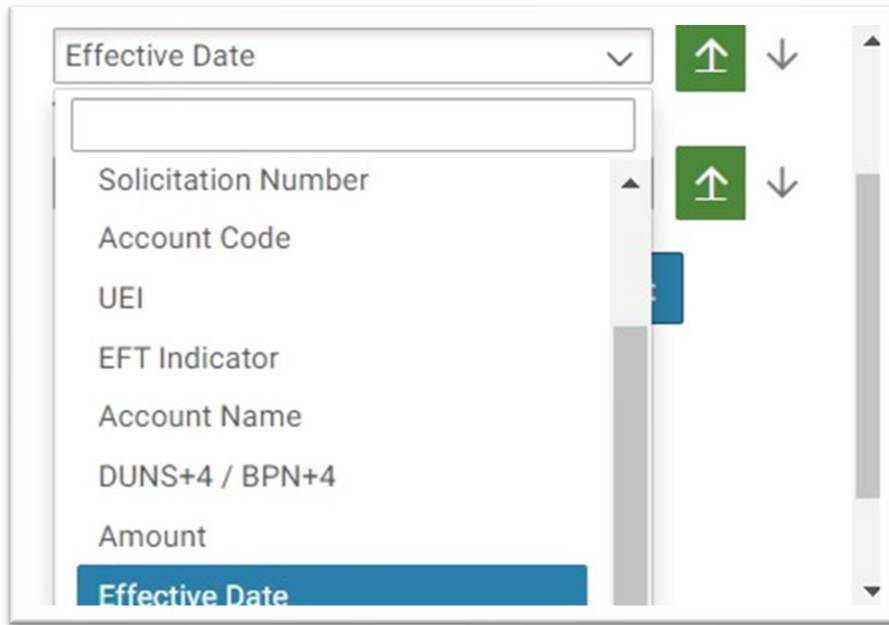 Effective Date
Solicitation Number
Account Code
UEI
EFT Indicator
Account Name
DUNS+4 / BPN+4
Amount
Effective Date